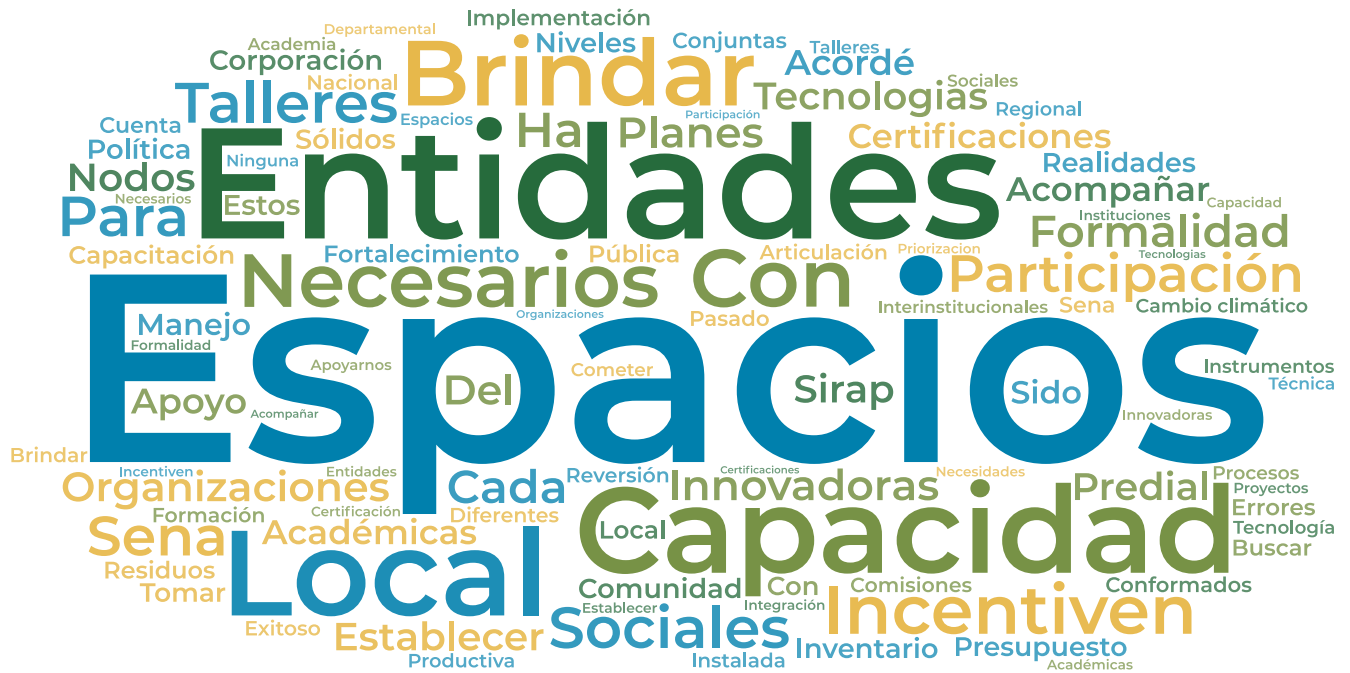 Departamental
Implementación
Academia
Niveles
Conjuntas
Talleres
Corporación
Brindar
Acordé
Nacional
Sociales
Talleres
Tecnologias
Espacios
Participación
Regional
Cuenta
Sólidos
Ha
Planes
Certificaciones
Política
Ninguna
Entidades
Realidades
Nodos
Acompañar
Necesarios
Estos
Capacidad
Para
Instituciones
Formalidad
Capacitación
Fortalecimiento
Pública
Articulación
Priorizacion
Tecnologias
Necesarios
Con
Participación
Organizaciones
Pasado
Interinstitucionales
Sena
Cambio climático
Manejo
Formalidad
Espacios
Apoyarnos
Cometer
Instrumentos
Apoyo
Del
Sirap
Sido
Técnica
Acompañar
Innovadoras
Brindar
Incentiven
Entidades
Reversión
Certificaciones
Necesidades
Procesos
Organizaciones
Cada
Innovadoras
Predial
Proyectos
Formación
Certificación
Diferentes
Capacidad
Errores
Sena
Académicas
Local
Tecnología
Buscar
Residuos
Local
Comunidad
Con
Comisiones
Conformados
Tomar
Establecer
Integración
Incentiven
Exitoso
Establecer
Sociales
Inventario
Presupuesto
Productiva
Instalada
Académicas